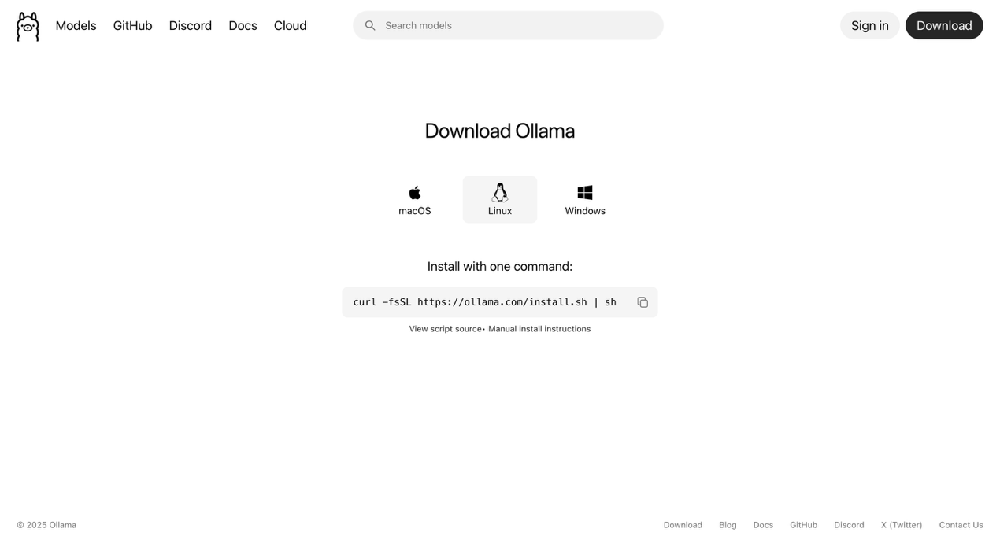 Models GitHub Discord Docs Cloud Search models Sign in Download
Download Ollama
macOS Linux Windows
Install with one command:
curl -fsSL https://ollama.com/install.sh | sh
View script source• Manual install instructions
© 2025 Ollama Download Blog Docs GitHub Discord X (Twitter) Contact Us